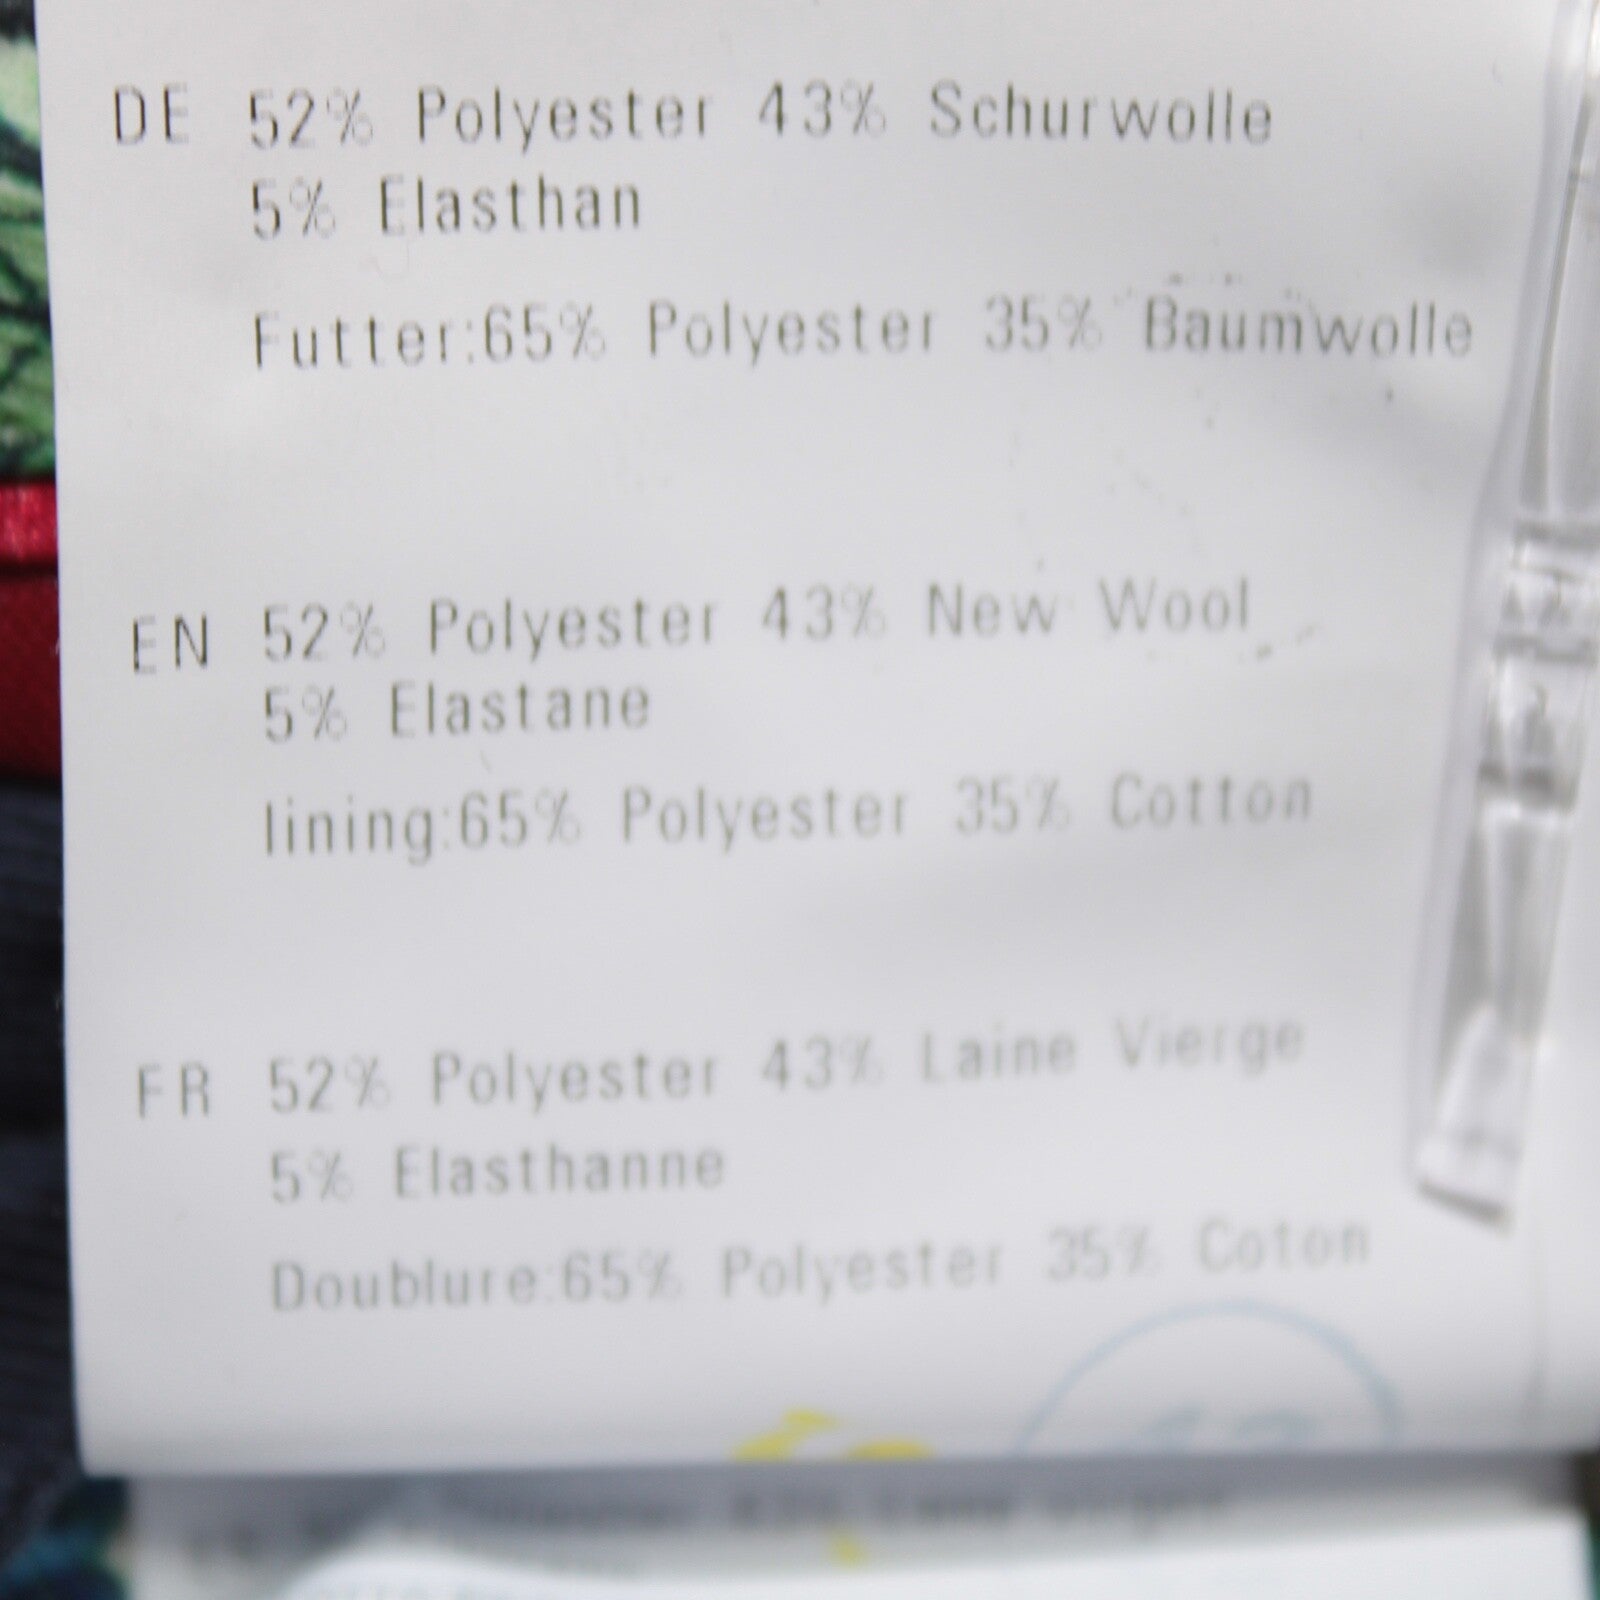 DE 52% Polyester 43% Schurwolle
5% Elasthan
Futter:65% Polyester 35% Baumwolle
EN 52% Polyester 43% New Wool
5% Elastane
lining:65% Polyester 35% Cotton
FR 52% Polyester 43% Laine Vierge
5% Elasthanne
Doublure:65% Polyester 35% Coton